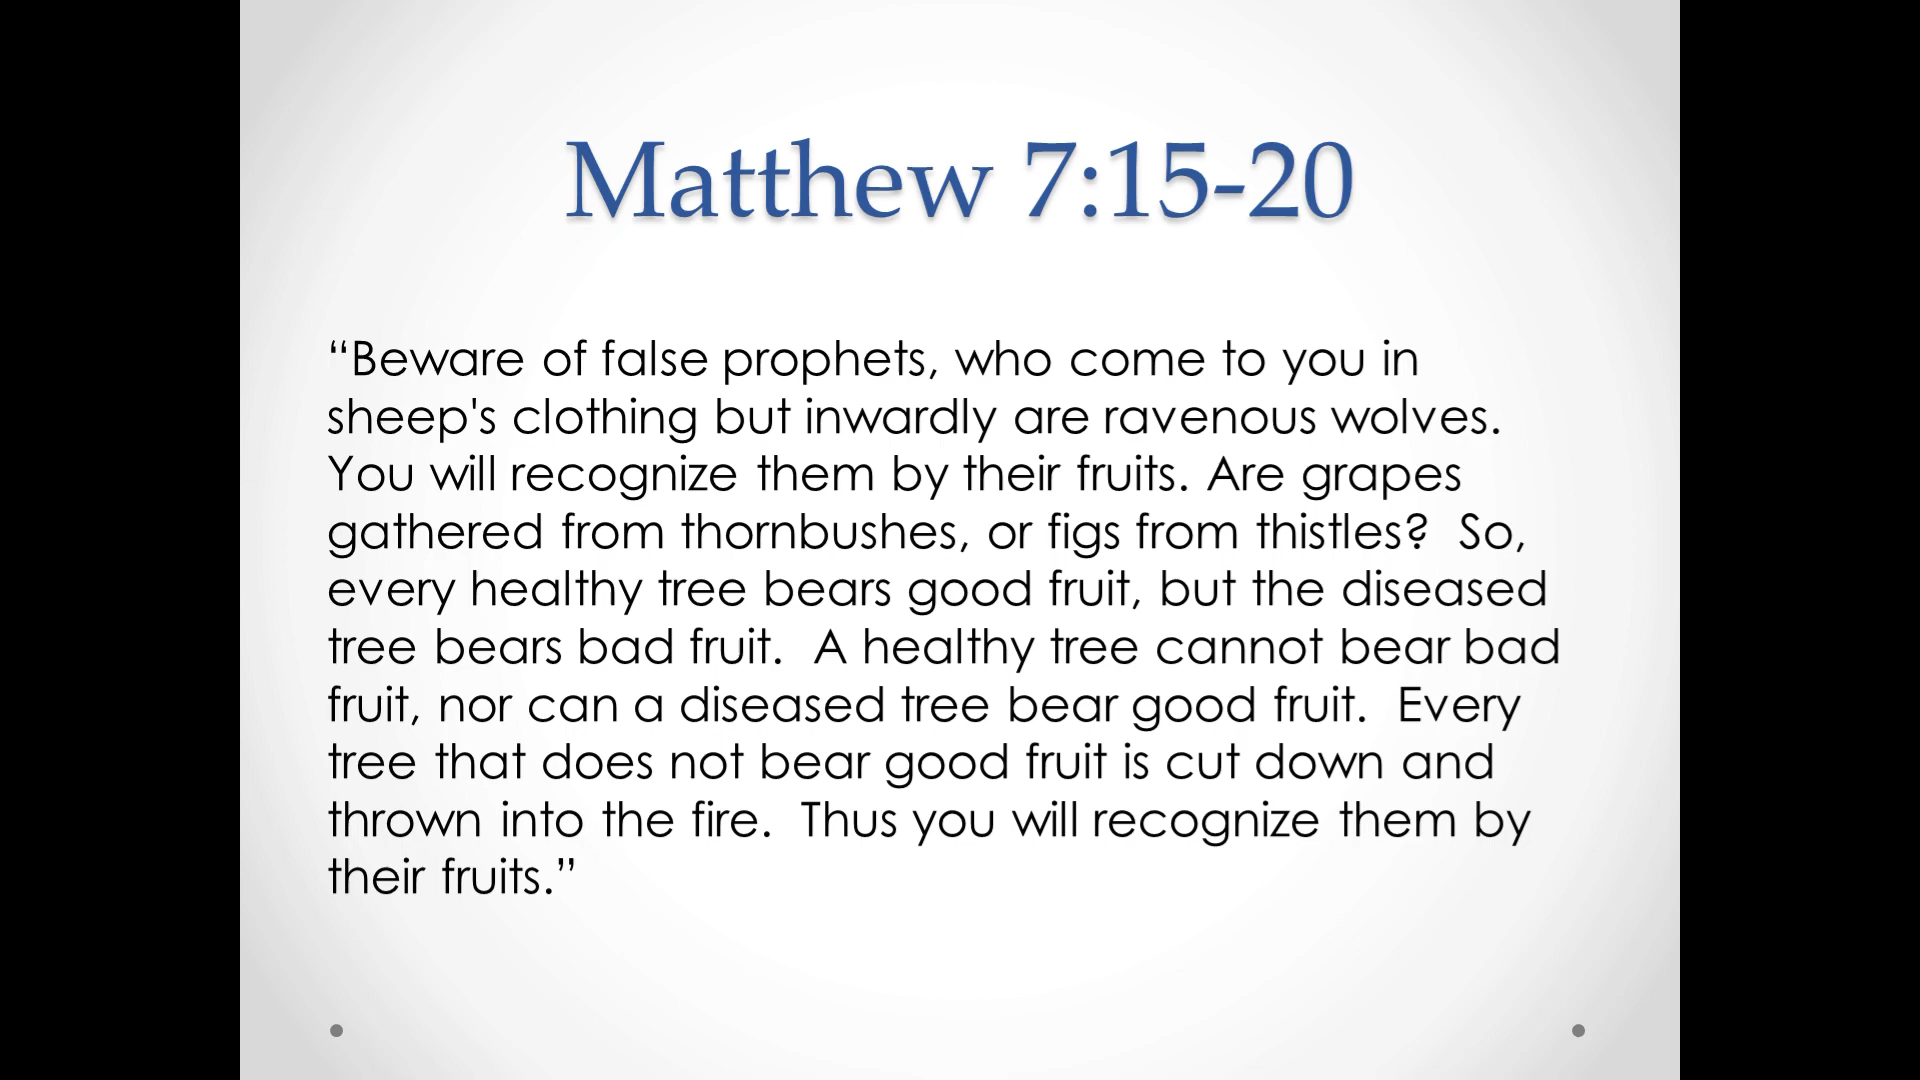 Matthew 7:15-20
“Beware of false prophets, who come to you in
sheep's clothing but inwardly are ravenous wolves.
You will recognize them by their fruits. Are grapes
gathered from thornbushes, or figs from thistles?  So,
every healthy tree bears good fruit, but the diseased
tree bears bad fruit.  A healthy tree cannot bear bad
fruit, nor can a diseased tree bear good fruit.  Every
tree that does not bear good fruit is cut down and
thrown into the fire.  Thus you will recognize them by
their fruits.”